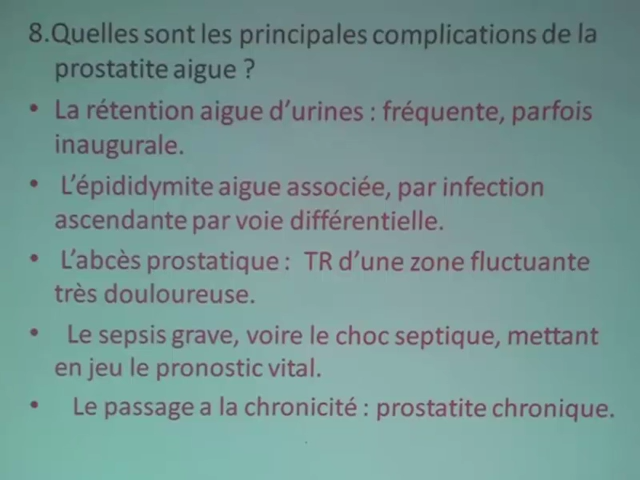 8.Quelles sont les principales complications de la
prostatite aigue ?
• La rétention aigue d'urines : fréquente, parfois
inaugurale.
• L'épididymite aigue associée, par infection
ascendante par voie différentielle.
• L'abcès prostatique : TR d'une zone fluctuante
très douloureuse.
• Le sepsis grave, voire le choc septique, mettant
en jeu le pronostic vital.
• Le passage a la chronicité : prostatite chronique.